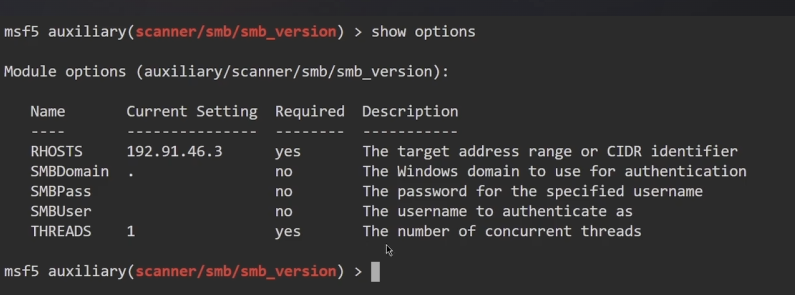 msf5 auxiliary(scanner/smb/smb_version) > show options
Module options (auxiliary/scanner/smb/smb_version):
Name Current Setting Required Description
---- --------------- -------- -----------
RHOSTS 192.91.46.3 yes The target address range or CIDR identifier
SMBDomain . no The Windows domain to use for authentication
SMBPass no The password for the specified username
SMBUser no The username to authenticate as
THREADS 1 yes The number of concurrent threads
msf5 auxiliary(scanner/smb/smb_version) >